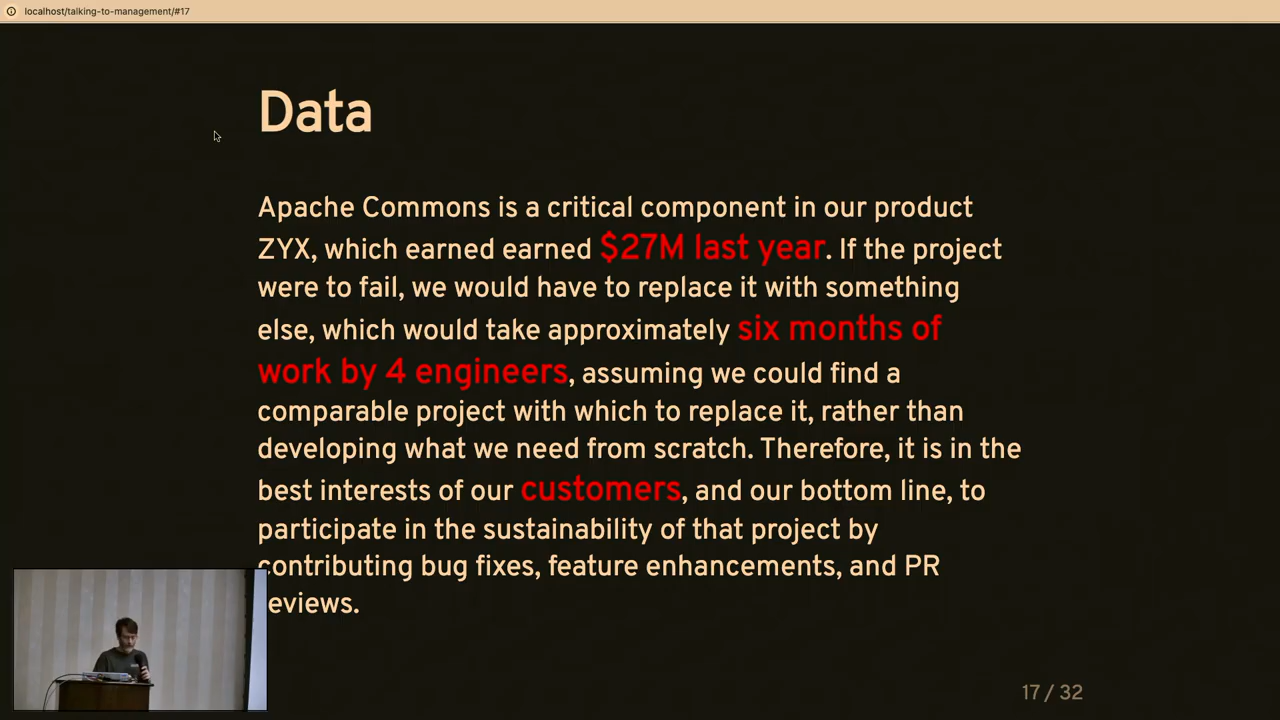 localhost/talking-to-management/#17
Data
Apache Commons is a critical component in our product
ZYX, which earned earned $27M last year. If the project
were to fail, we would have to replace it with something
else, which would take approximately six months of
work by 4 engineers, assuming we could find a
comparable project with which to replace it, rather than
developing what we need from scratch. Therefore, it is in the
best interests of our customers, and our bottom line, to
participate in the sustainability of that project by
contributing bug fixes, feature enhancements, and PR
eviews.
17 / 32